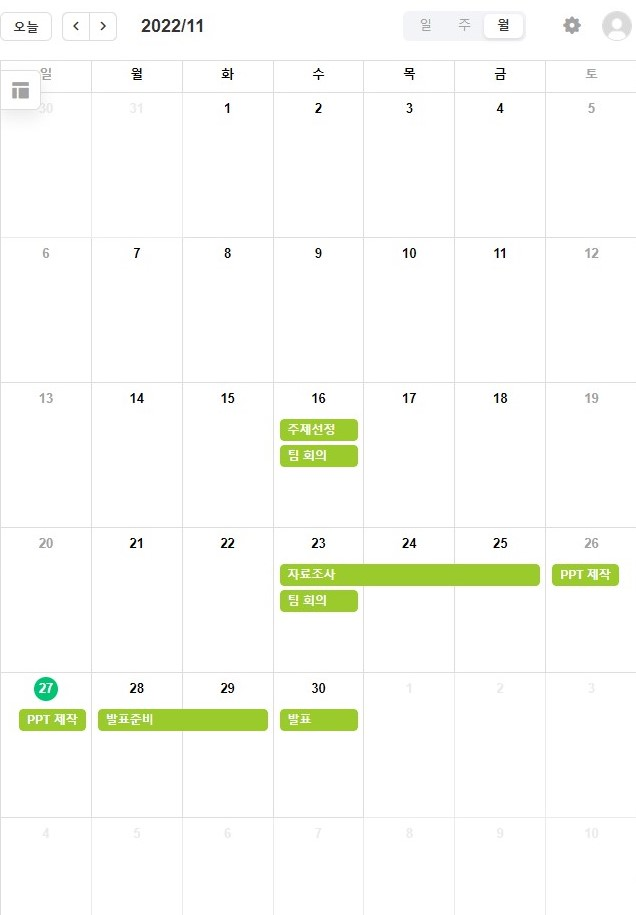 오늘 < > 2022/11 일 주 월
일 월 화 수 목 금 토
30 31 1 2 3 4 5
6 7 8 9 10 11 12
13 14 15 16 17 18 19
주제선정
팀 회의
20 21 22 23 24 25 26
자료조사 PPT 제작
팀 회의
27 28 29 30 1 2 3
PPT 제작 발표준비 발표
4 5 6 7 8 9 10